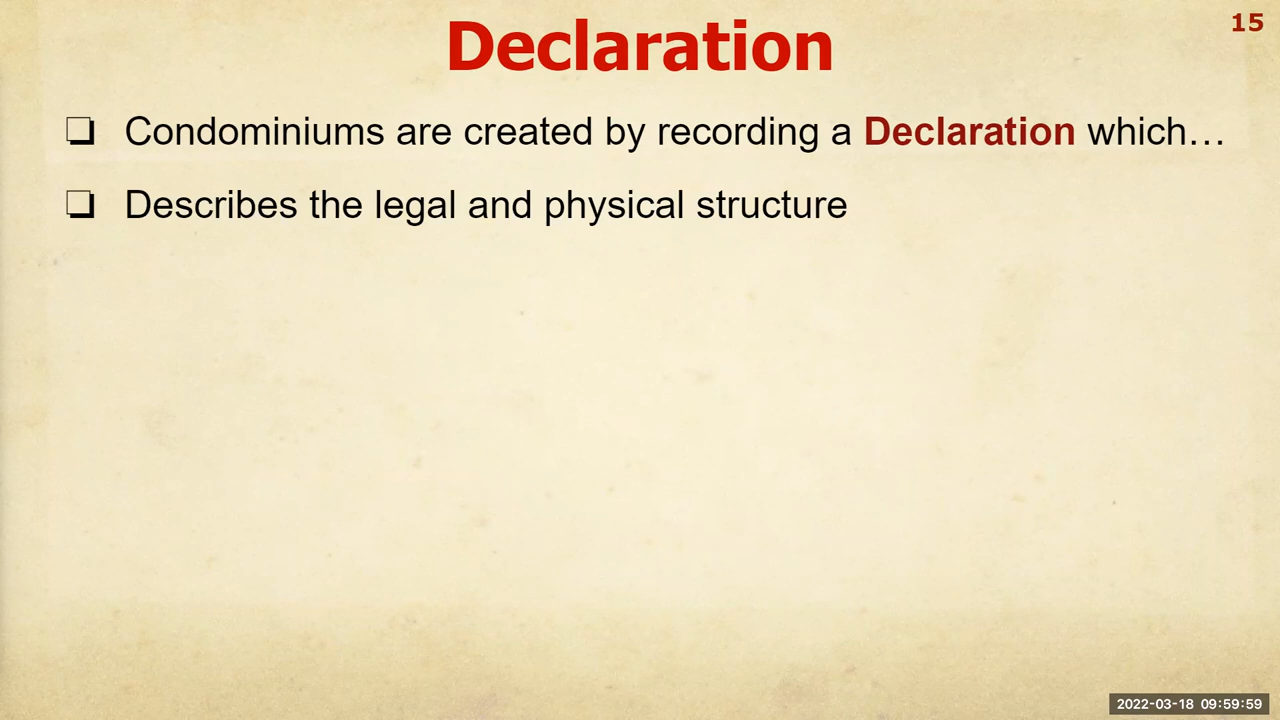 15
Declaration
❏ Condominiums are created by recording a Declaration which…
❏ Describes the legal and physical structure
2022-03-18 09:59:59